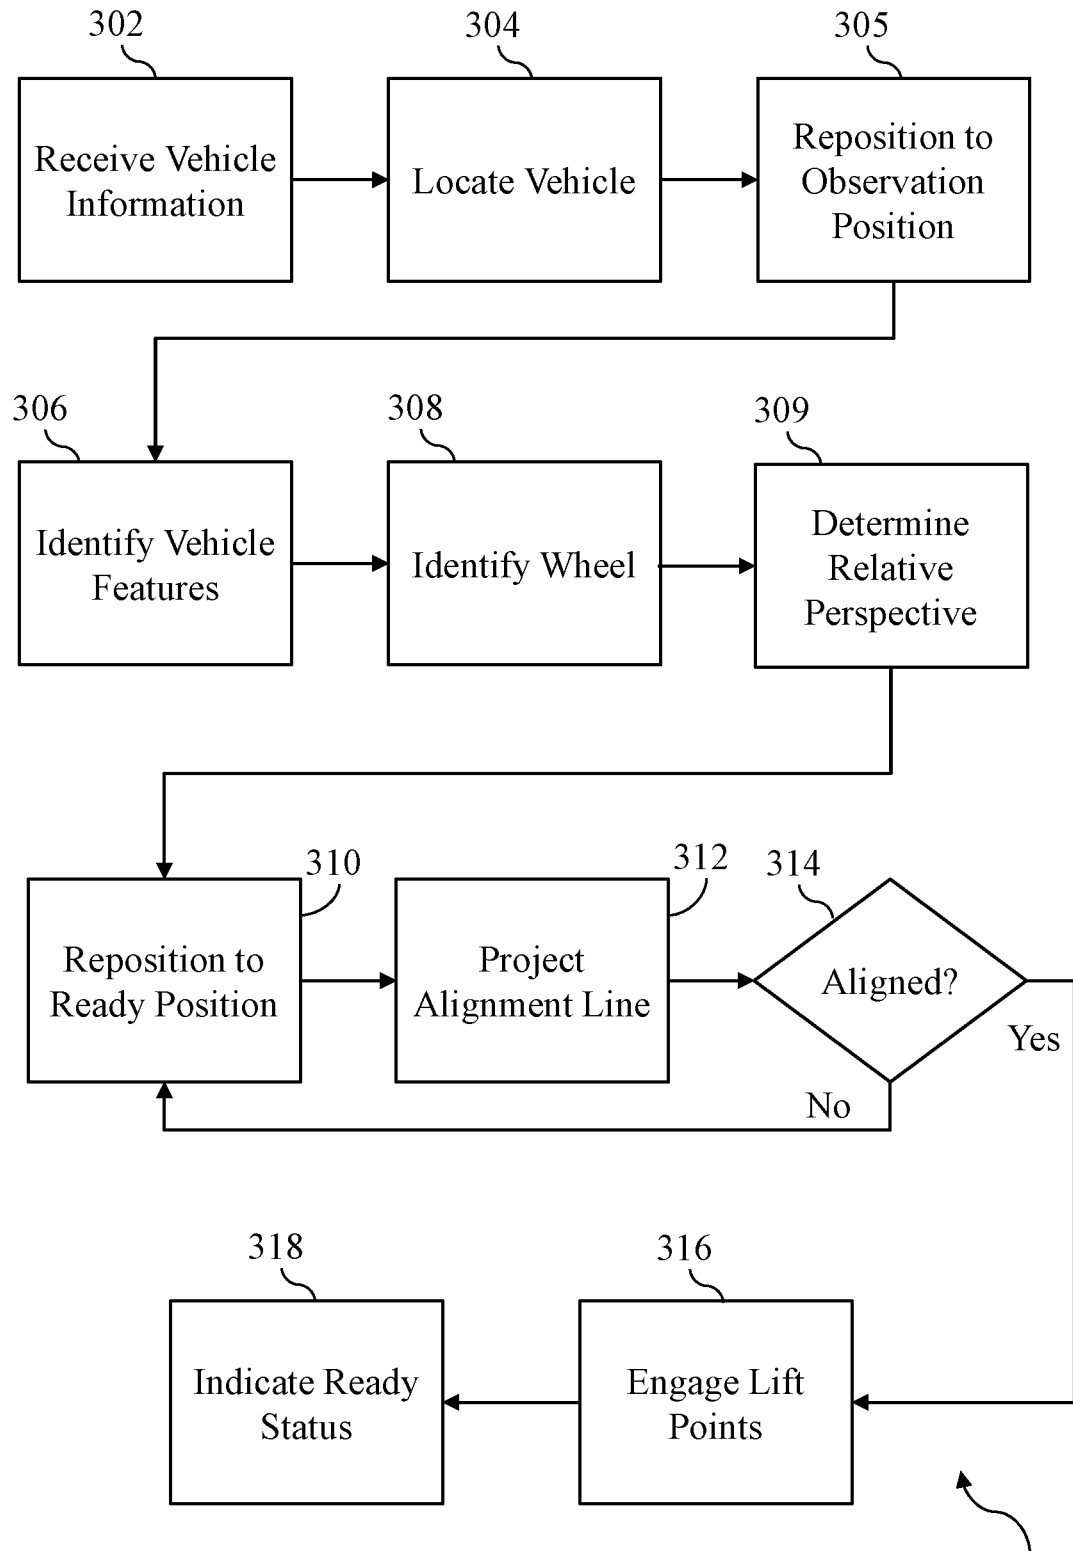 302
304
305
Receive Vehicle
Information
Locate Vehicle
Reposition to
Observation
Position
306
308
309
Identify Vehicle
Features
Identify Wheel
Determine
Relative
Perspective
310
312
314
Reposition to
Ready Position
Project
Alignment Line
Aligned?
Yes
No
318
316
Indicate Ready
Status
Engage Lift
Points